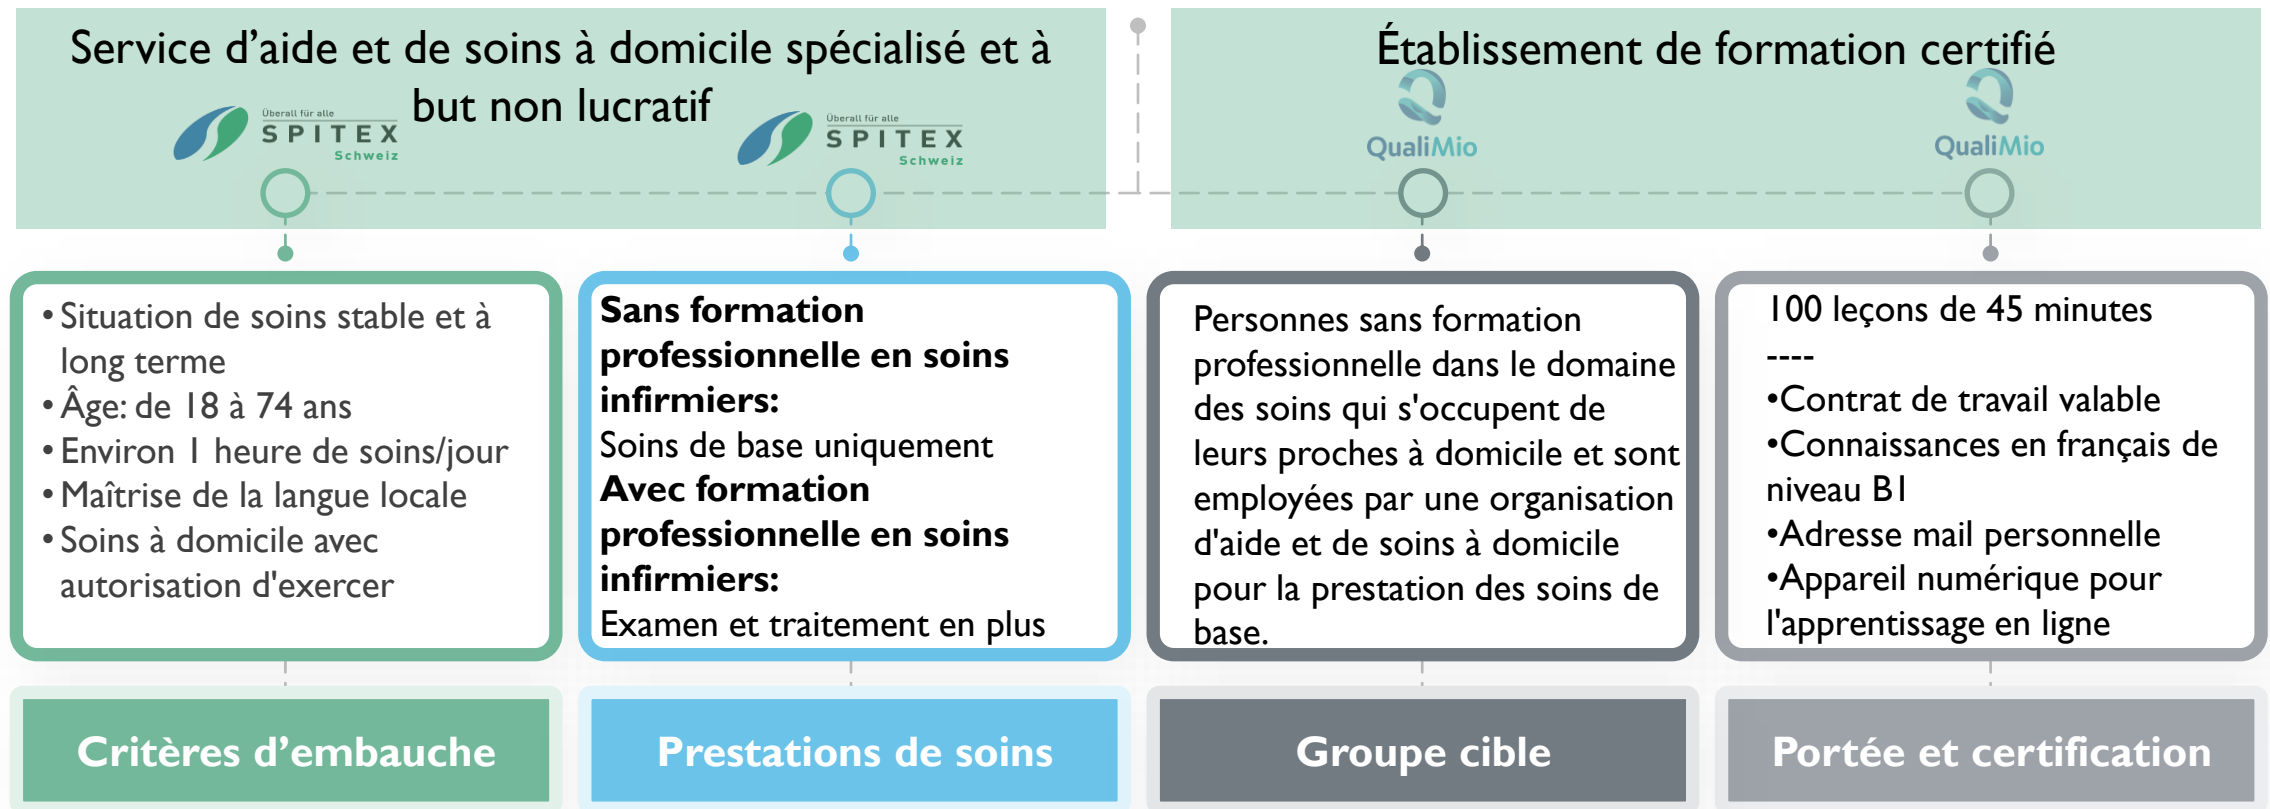 Service d’aide et de soins à domicile spécialisé et à
but non lucratif
Überall für alle
SPITEX
Schweiz
Überall für alle
SPITEX
Schweiz
Établissement de formation certifié
QualiMio
QualiMio
• Situation de soins stable et à
long terme
• Âge: de 18 à 74 ans
• Environ 1 heure de soins/jour
• Maîtrise de la langue locale
• Soins à domicile avec
autorisation d'exercer
Critères d’embauche
Sans formation
professionnelle en soins
infirmiers:
Soins de base uniquement
Avec formation
professionnelle en soins
infirmiers:
Examen et traitement en plus
Prestations de soins
Personnes sans formation
professionnelle dans le domaine
des soins qui s'occupent de
leurs proches à domicile et sont
employées par une organisation
d'aide et de soins à domicile
pour la prestation des soins de
base.
Groupe cible
100 leçons de 45 minutes
----
•Contrat de travail valable
•Connaissances en français de
niveau B1
•Adresse mail personnelle
•Appareil numérique pour
l'apprentissage en ligne
Portée et certification